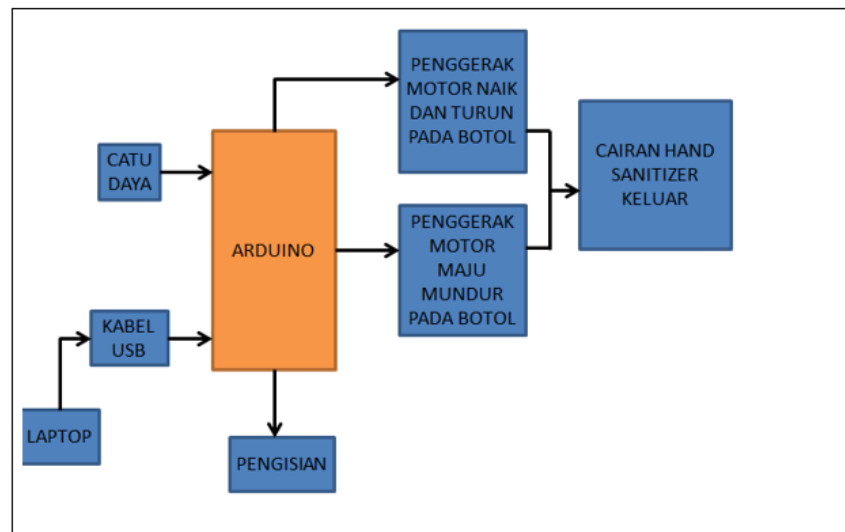 PENGGERAK
MOTOR NAIK
DAN TURUN
PADA BOTOL
CAIRAN HAND
SANITIZER
KELUAR
CATU
DAYA
ARDUINO
PENGGERAK
MOTOR
MAJU
MUNDUR
PADA BOTOL
KABEL
USB
LAPTOP
PENGISIAN